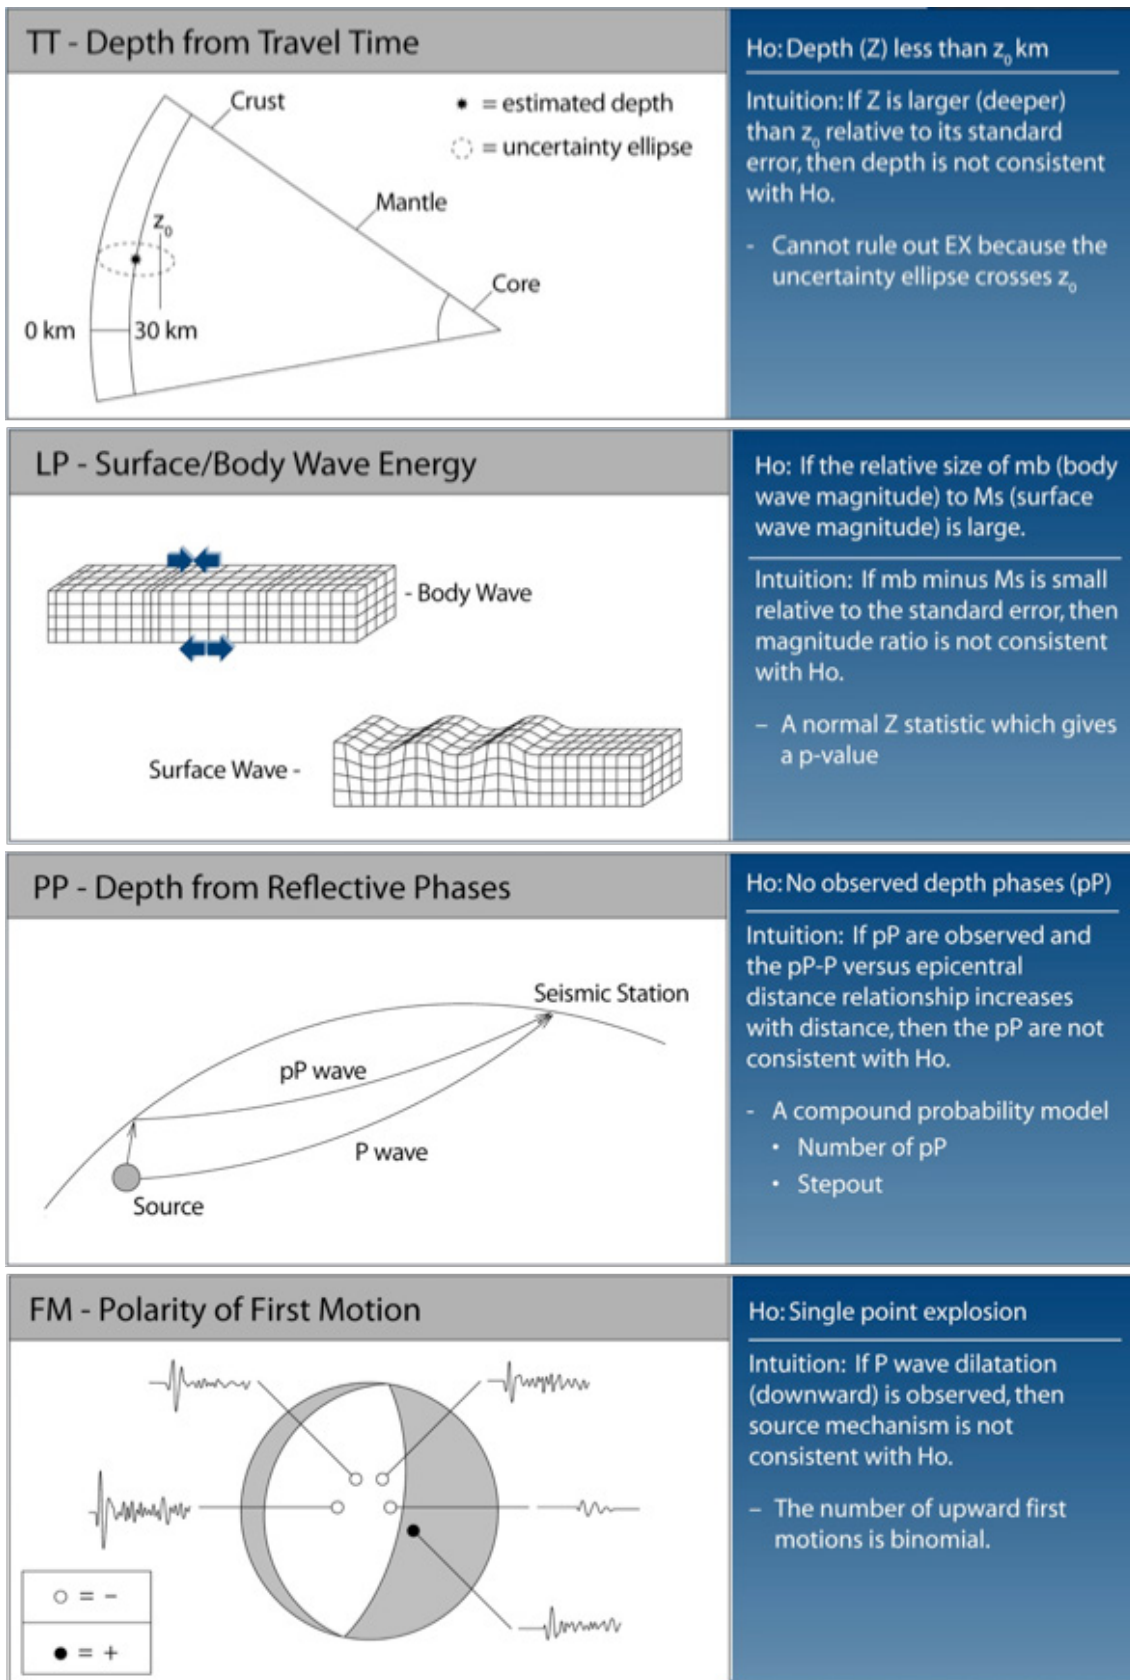 TT - Depth from Travel Time
Crust
* = estimated depth
= uncertainty ellipse
Mantle
z₀
Core
0 km
30 km
Ho: Depth (Z) less than z₀ km
Intuition: If Z is larger (deeper)
than z₀ relative to its standard
error, then depth is not consistent
with Ho.
- Cannot rule out EX because the
uncertainty ellipse crosses z₀
LP - Surface/Body Wave Energy
- Body Wave
Surface Wave -
Ho: If the relative size of mb (body
wave magnitude) to Ms (surface
wave magnitude) is large.
Intuition: If mb minus Ms is small
relative to the standard error, then
magnitude ratio is not consistent
with Ho.
– A normal Z statistic which gives
a p-value
PP - Depth from Reflective Phases
Seismic Station
pP wave
P wave
Source
Ho: No observed depth phases (pP)
Intuition: If pP are observed and
the pP-P versus epicentral
distance relationship increases
with distance, then the pP are not
consistent with Ho.
- A compound probability model
• Number of pP
• Stepout
FM - Polarity of First Motion
○ = -
● = +
Ho: Single point explosion
Intuition: If P wave dilatation
(downward) is observed, then
source mechanism is not
consistent with Ho.
– The number of upward first
motions is binomial.